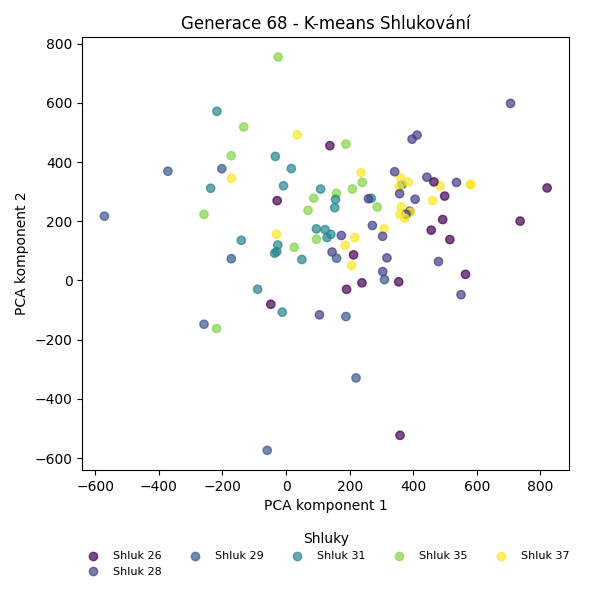 Generace 68 - K-means Shlukování
800
600
400
200
0
−200
−400
−600
PCA komponent 2
−600 −400 −200 0 200 400 600 800
PCA komponent 1
Shluky
Shluk 26 Shluk 29 Shluk 31 Shluk 35 Shluk 37
Shluk 28